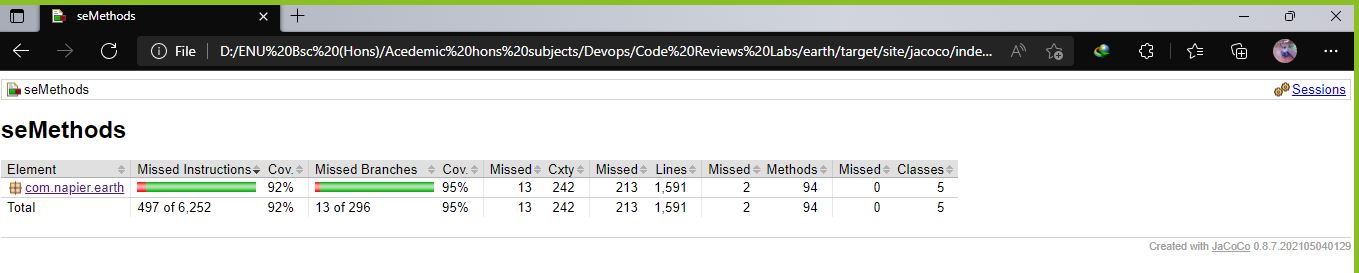 seMethods
File D:/ENU%20Bsc%20(Hons)/Acedemic%20hons%20subjects/Devops/Code%20Reviews%20Labs/earth/target/site/jacoco/inde...
seMethods Sessions
seMethods
Element Missed Instructions Cov. Missed Branches Cov. Missed Cxty Missed Lines Missed Methods Missed Classes
com.napier.earth 92% 95% 13 242 213 1,591 2 94 0 5
Total 497 of 6,252 92% 13 of 296 95% 13 242 213 1,591 2 94 0 5
Created with JaCoCo 0.8.7.202105040129